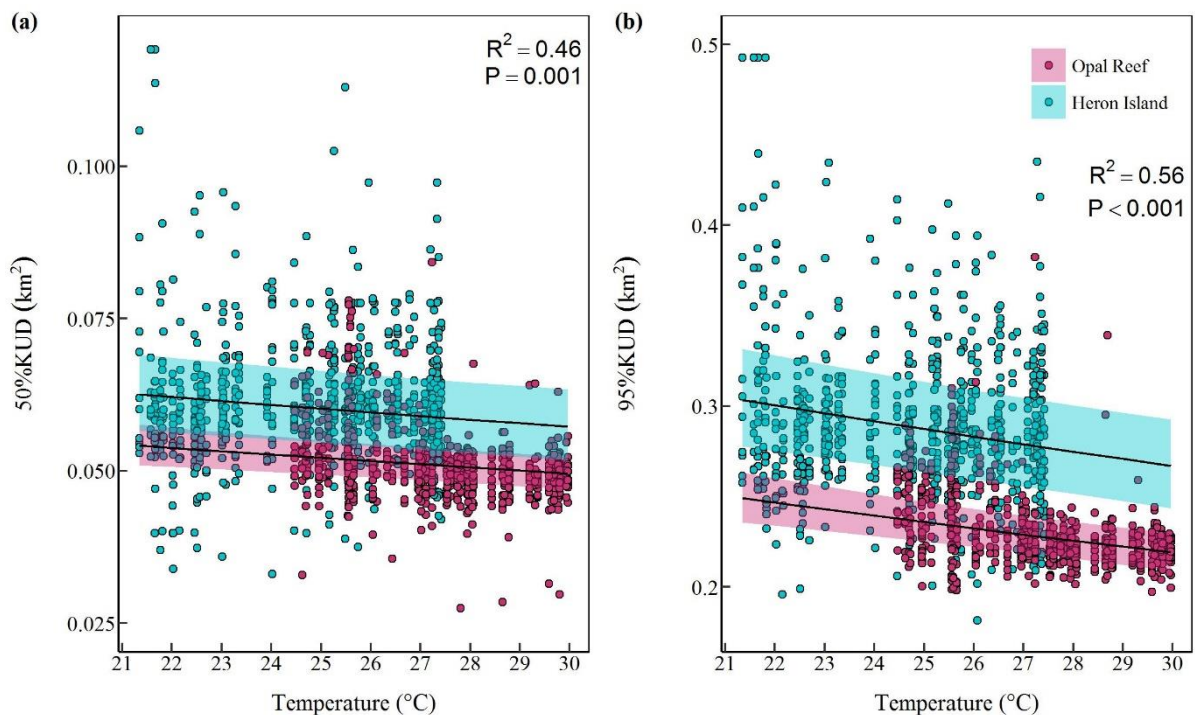 (a)
R² = 0.46
P = 0.001
50%KUD (km²)
0.100
0.075
0.050
0.025
21 22 23 24 25 26 27 28 29 30
Temperature (°C)
(b)
Opal Reef
Heron Island
R² = 0.56
P < 0.001
95%KUD (km²)
0.5
0.4
0.3
0.2
21 22 23 24 25 26 27 28 29 30
Temperature (°C)